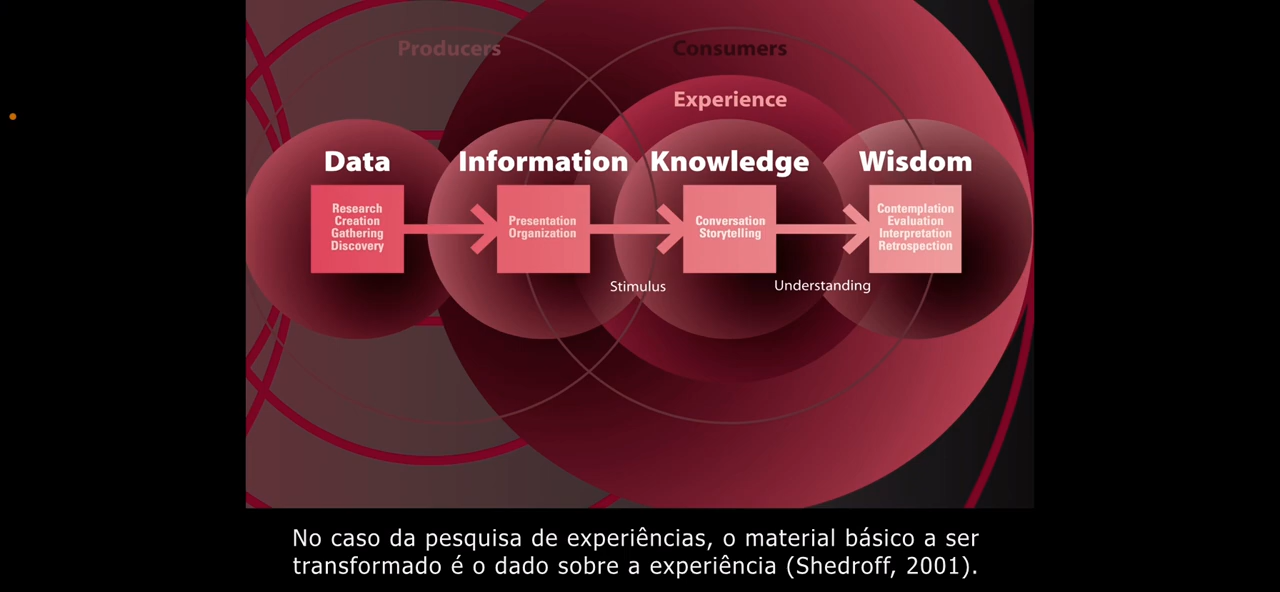 Producers
Consumers
Experience
Data
Information
Knowledge
Wisdom
Research
Creation
Gathering
Discovery
Presentation
Organization
Conversation
Storytelling
Contemplation
Evaluation
Interpretation
Retrospection
Stimulus
Understanding
No caso da pesquisa de experiências, o material básico a ser
transformado é o dado sobre a experiência (Shedroff, 2001).